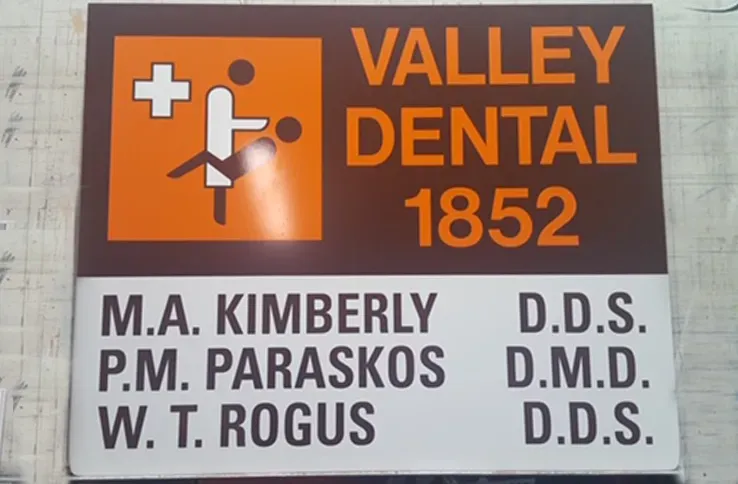 VALLEY
DENTAL
1852
M.A. KIMBERLY D.D.S.
P.M. PARASKOS D.M.D.
W. T. ROGUS D.D.S.